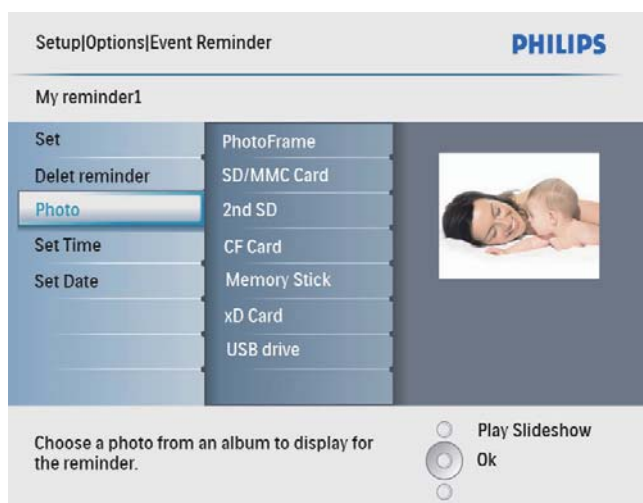 Setup|Options|Event Reminder
PHILIPS
My reminder1
Set
Delet reminder
Photo
Set Time
Set Date
PhotoFrame
SD/MMC Card
2nd SD
CF Card
Memory Stick
xD Card
USB drive
Choose a photo from an album to display for
the reminder.
Play Slideshow
Ok